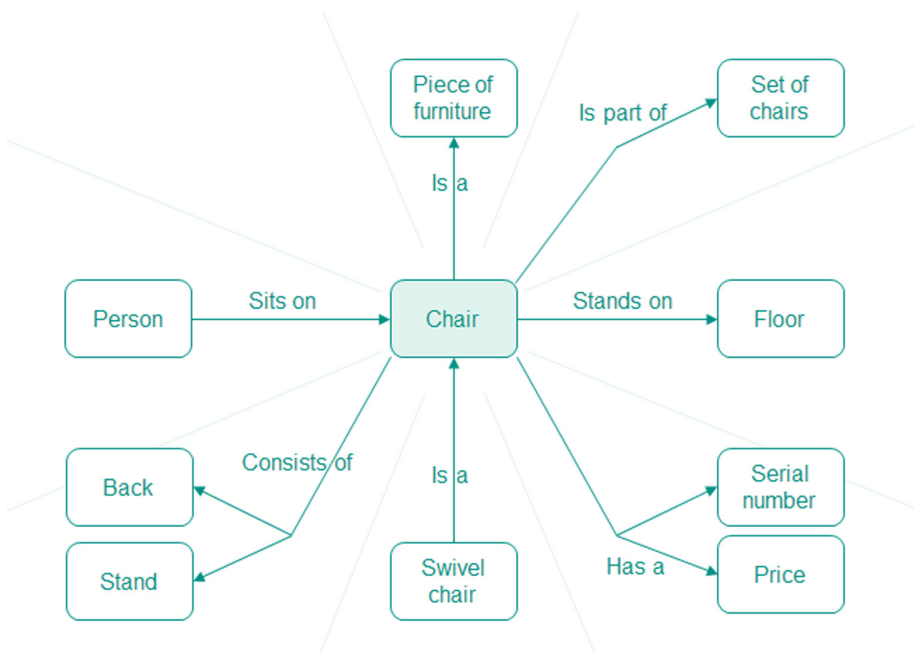 Piece of
furniture
Set of
chairs
Is part of
Is a
Person
Sits on
Chair
Stands on
Floor
Back
Consists of
Is a
Serial
number
Stand
Swivel
chair
Has a
Price